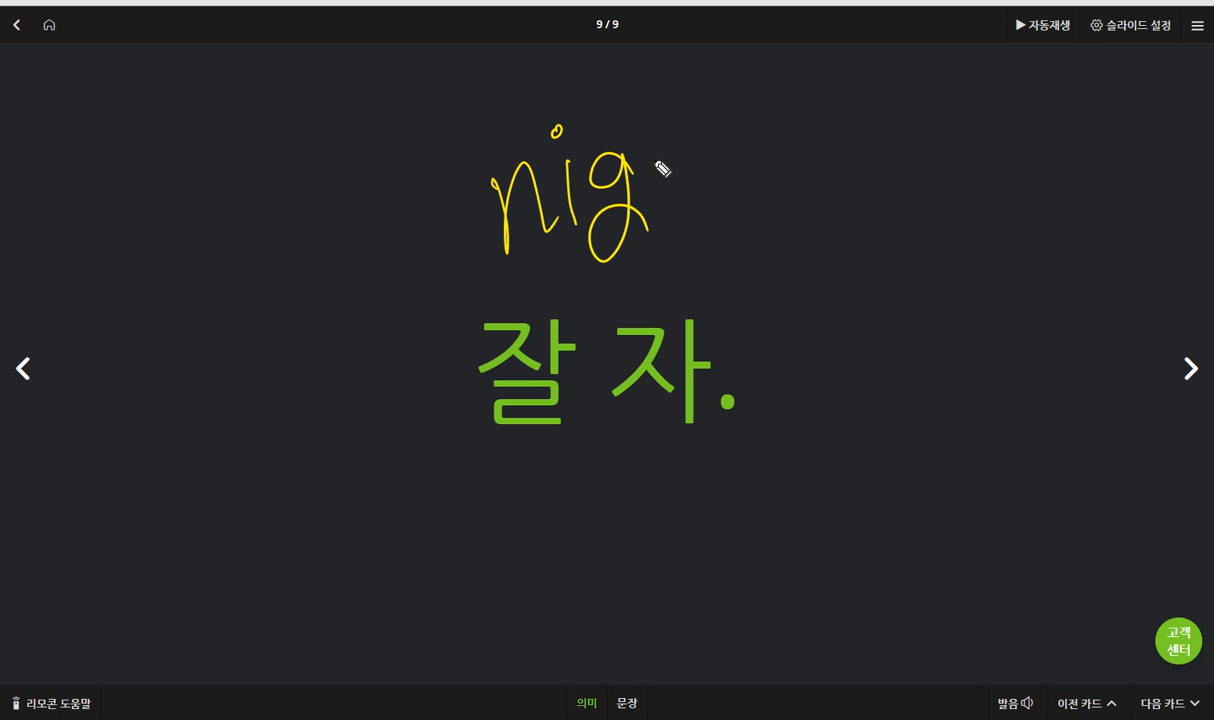 9 / 9
자동재생
슬라이드 설정
nig
잘 자.
고객
센터
리모콘 도움말
의미
문장
발음
이전 카드
다음 카드